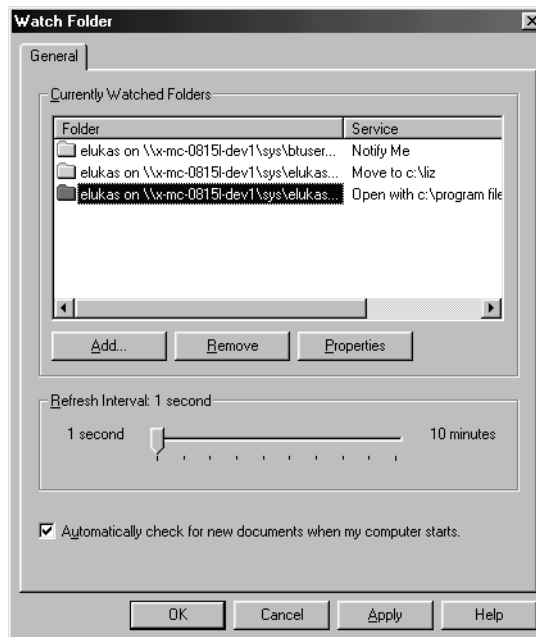 Watch Folder
General
Currently Watched Folders
Folder Service
elukas on \\x-mc-0815l-dev1\sys\btuser... Notify Me
elukas on \\x-mc-0815l-dev1\sys\elukas... Move to c:\liz
elukas on \\x-mc-0815l-dev1\sys\elukas... Open with c:\program file
Add... Remove Properties
Refresh Interval: 1 second
1 second 10 minutes
Automatically check for new documents when my computer starts.
OK Cancel Apply Help